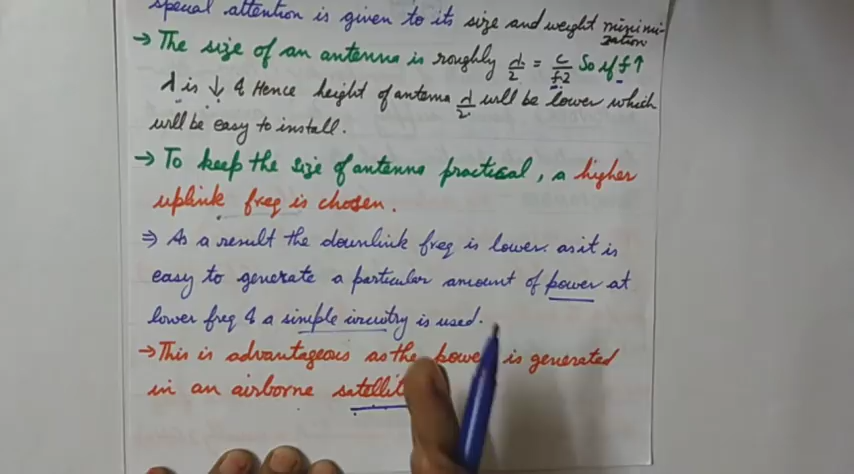 special attention is given to its size and weight minimi-
zation
→ The size of an antenna is roughly λ/2 = c/f·2 So if f↑
λ is ↓ & Hence height of antenna λ/2 will be lower which
will be easy to install.
→ To keep the size of antenna practical, a higher
uplink freq is chosen.
⇒ As a result the downlink freq is lower. as it is
easy to generate a particular amount of power at
lower freq & a simple circuitry is used.
→ This is advantageous as the power is generated
in an airborne satellit